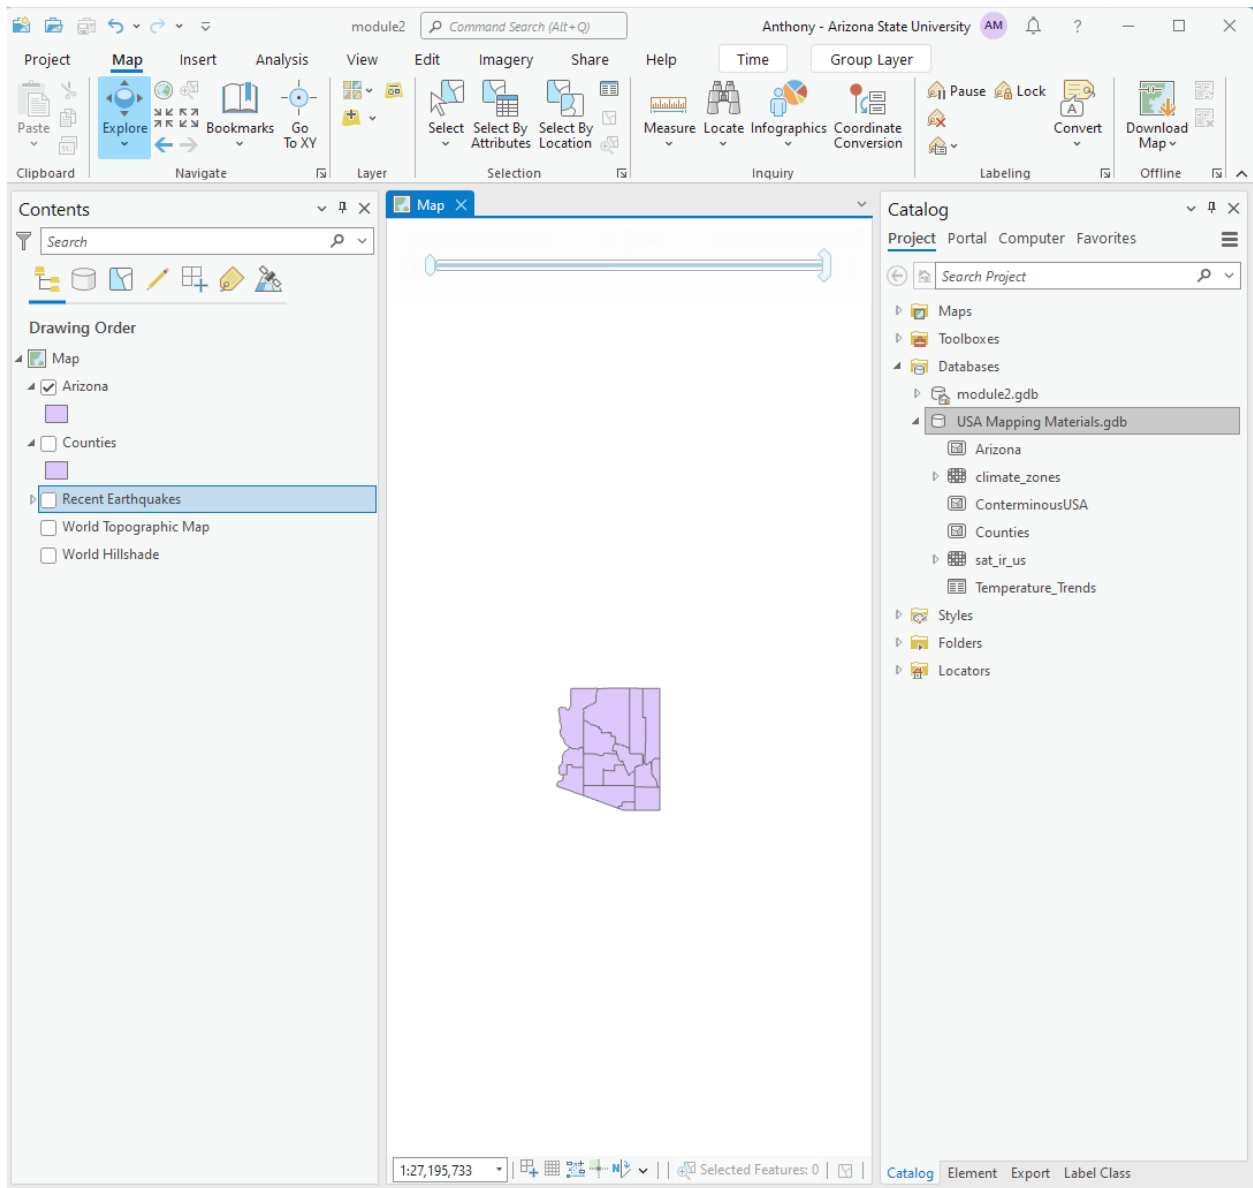 module2
Command Search (Alt+Q)
Anthony - Arizona State University
AM
?
Project Map Insert Analysis View Edit Imagery Share Help Time Group Layer
Paste
Explore
Bookmarks
Go
To XY
Select
Select By
Attributes
Select By
Location
Measure
Locate
Infographics
Coordinate
Conversion
Pause
Lock
Convert
Download
Map
Clipboard
Navigate
Layer
Selection
Inquiry
Labeling
Offline
Contents
Search
Drawing Order
Map
Arizona
Counties
Recent Earthquakes
World Topographic Map
World Hillshade
Map
1:27,195,733
Selected Features: 0
Catalog
Project Portal Computer Favorites
Search Project
Maps
Toolboxes
Databases
module2.gdb
USA Mapping Materials.gdb
Arizona
climate_zones
ConterminousUSA
Counties
sat_ir_us
Temperature_Trends
Styles
Folders
Locators
Catalog Element Export Label Class